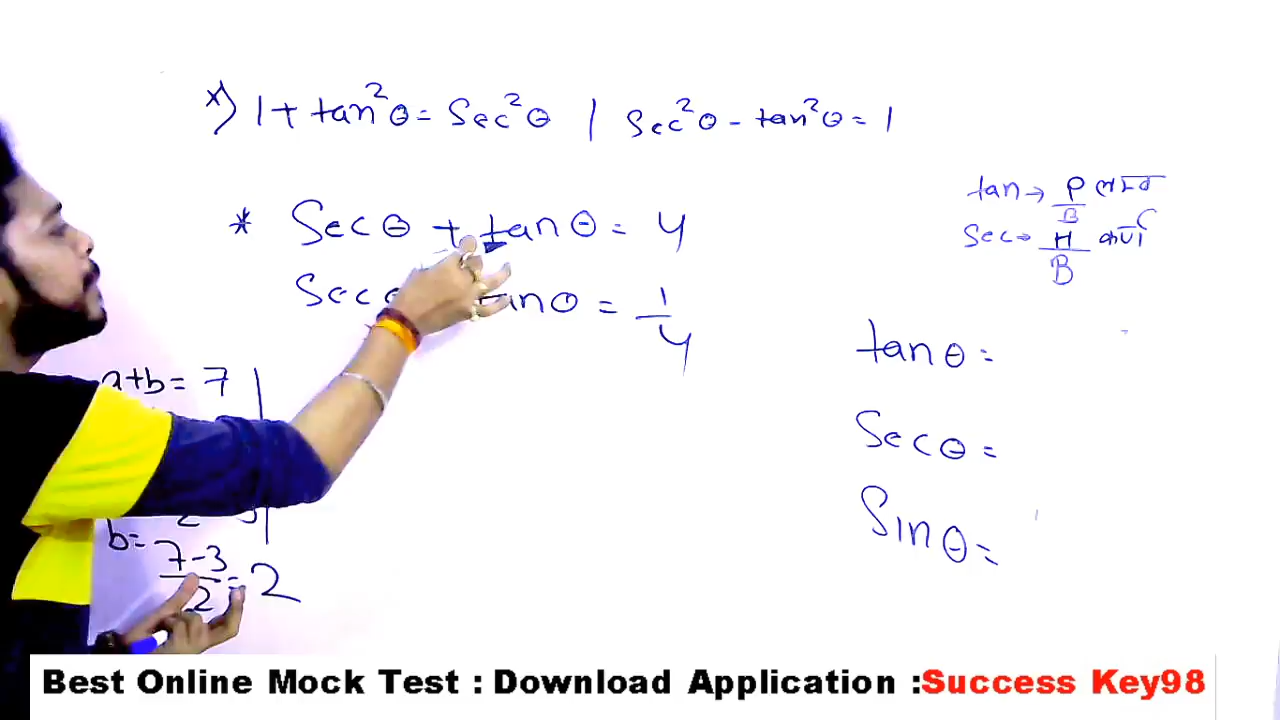 *) 1 + tan²θ = Sec²θ | Sec²θ - tan²θ = 1
tan → P/B लम्ब
Sec → H/B कर्ण
* Secθ + tanθ = 4
Secθ tanθ = 1/4
tanθ =
Secθ =
Sinθ =
a+b = 7
b = 7-3/2 = 2
Best Online Mock Test : Download Application :Success Key98